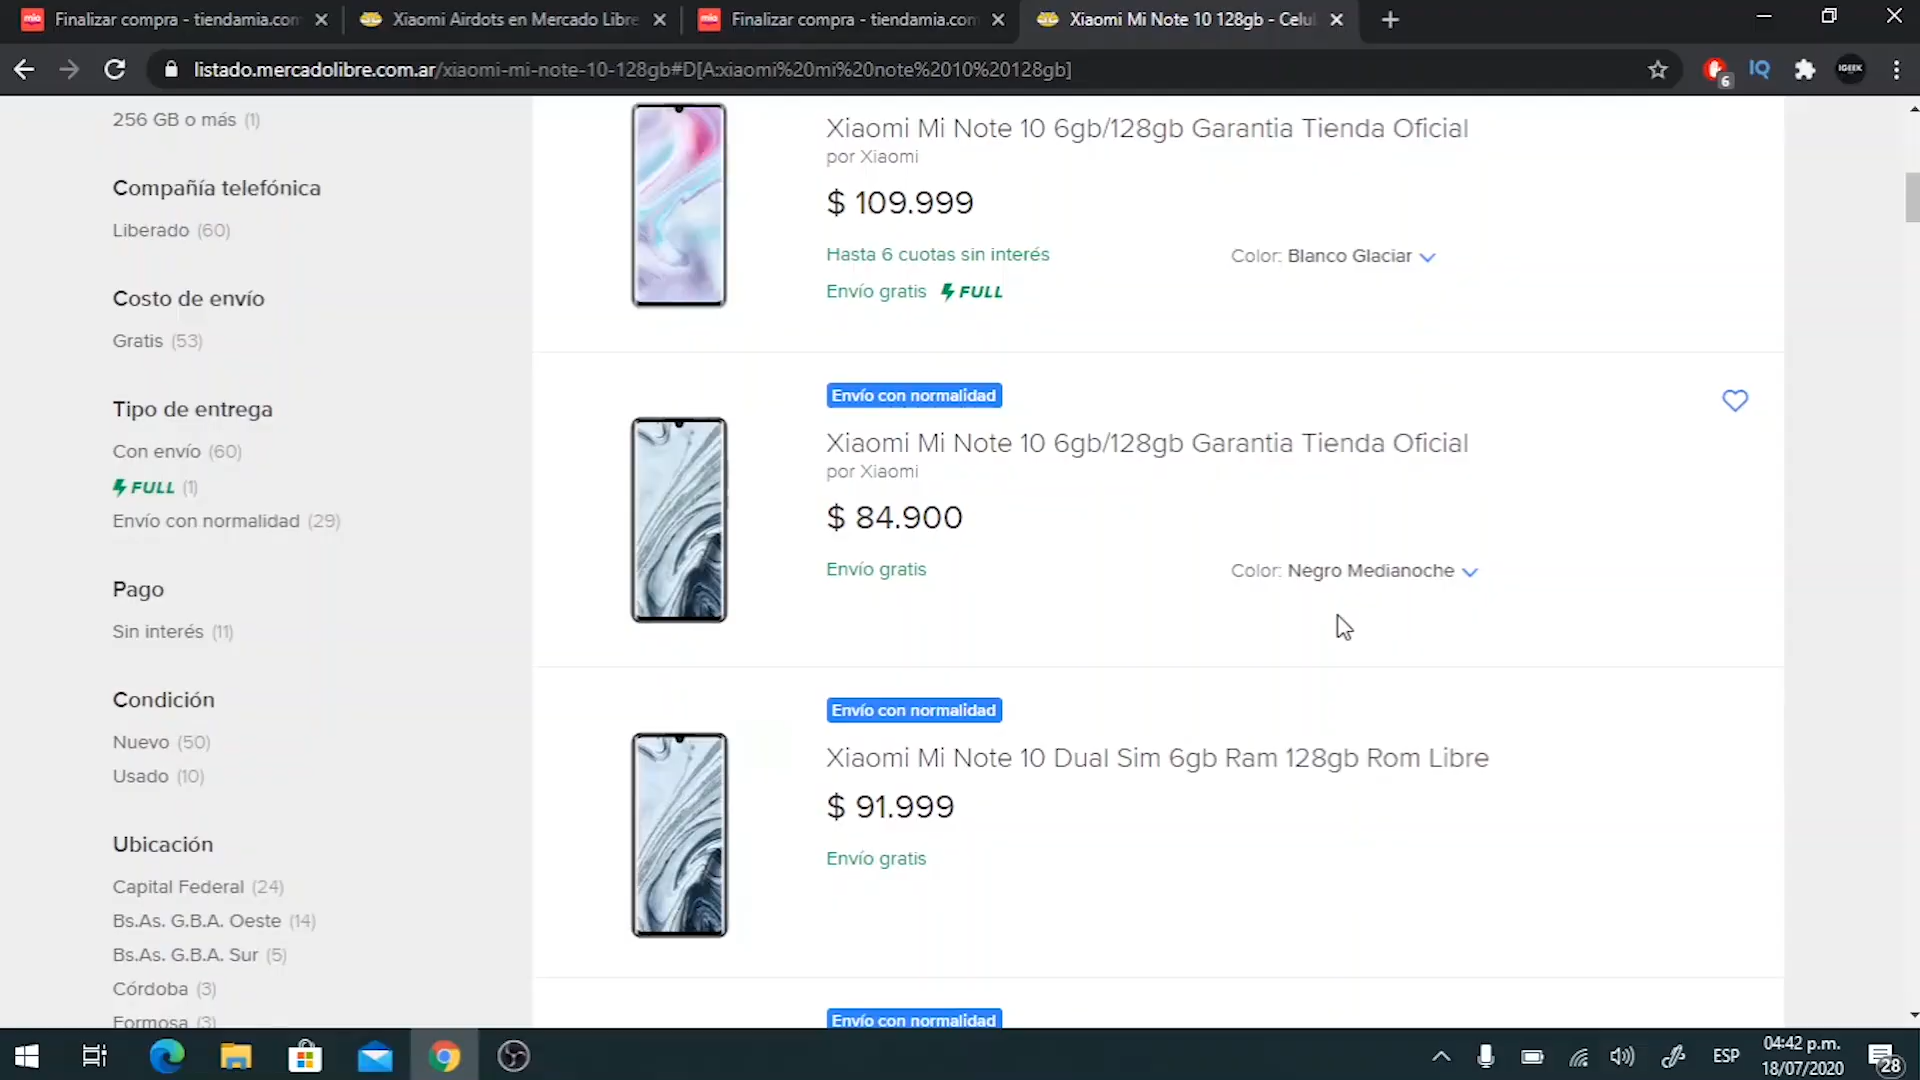 Finalizar compra - tiendamia.com
Xiaomi Airdots en Mercado Libre
Finalizar compra - tiendamia.com
Xiaomi Mi Note 10 128gb - Celul
listado.mercadolibre.com.ar/xiaomi-mi-note-10-128gb#D[A:xiaomi%20mi%20note%2010%20128gb]
6
IQ
IGEEK
256 GB o más (1)
Compañía telefónica
Liberado (60)
Costo de envío
Gratis (53)
Tipo de entrega
Con envío (60)
FULL (1)
Envío con normalidad (29)
Pago
Sin interés (11)
Condición
Nuevo (50)
Usado (10)
Ubicación
Capital Federal (24)
Bs.As. G.B.A. Oeste (14)
Bs.As. G.B.A. Sur (5)
Córdoba (3)
Formosa (3)
Xiaomi Mi Note 10 6gb/128gb Garantia Tienda Oficial
por Xiaomi
$ 109.999
Hasta 6 cuotas sin interés
Color: Blanco Glaciar
Envío gratis FULL
Envío con normalidad
Xiaomi Mi Note 10 6gb/128gb Garantia Tienda Oficial
por Xiaomi
$ 84.900
Envío gratis
Color: Negro Medianoche
Envío con normalidad
Xiaomi Mi Note 10 Dual Sim 6gb Ram 128gb Rom Libre
$ 91.999
Envío gratis
Envío con normalidad
ESP
04:42 p.m.
18/07/2020
28